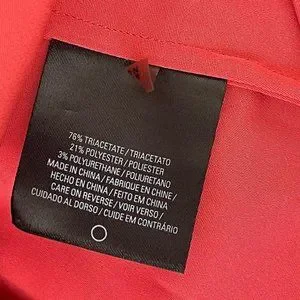 76% TRIACETATE / TRIACETATO
21% POLYESTER / POLIESTER
3% POLYURETHANE / POLIURETANO
MADE IN CHINA / FABRIQUE EN CHINE /
HECHO EN CHINA / FEITO EN CHINA
CARE ON REVERSE / VOIR VERSO /
CUIDADO AL DORSO / CUIDE EM CONTRÁRIO